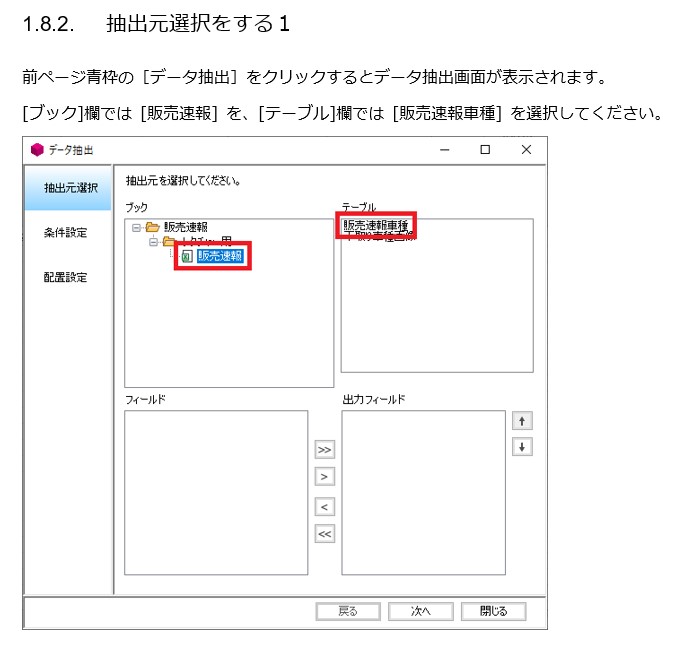 1.8.2. 抽出元選択をする１
前ページ青枠の［データ抽出］をクリックするとデータ抽出画面が表示されます。
[ブック]欄では [販売速報] を、[テーブル]欄では [販売速報車種] を選択してください。
データ抽出
抽出元選択
条件設定
配置設定
抽出元を選択してください。
ブック
販売速報
用
販売速報
テーブル
販売速報車種
フィールド
出力フィールド
>>
>
<
<<
戻る
次へ
閉じる